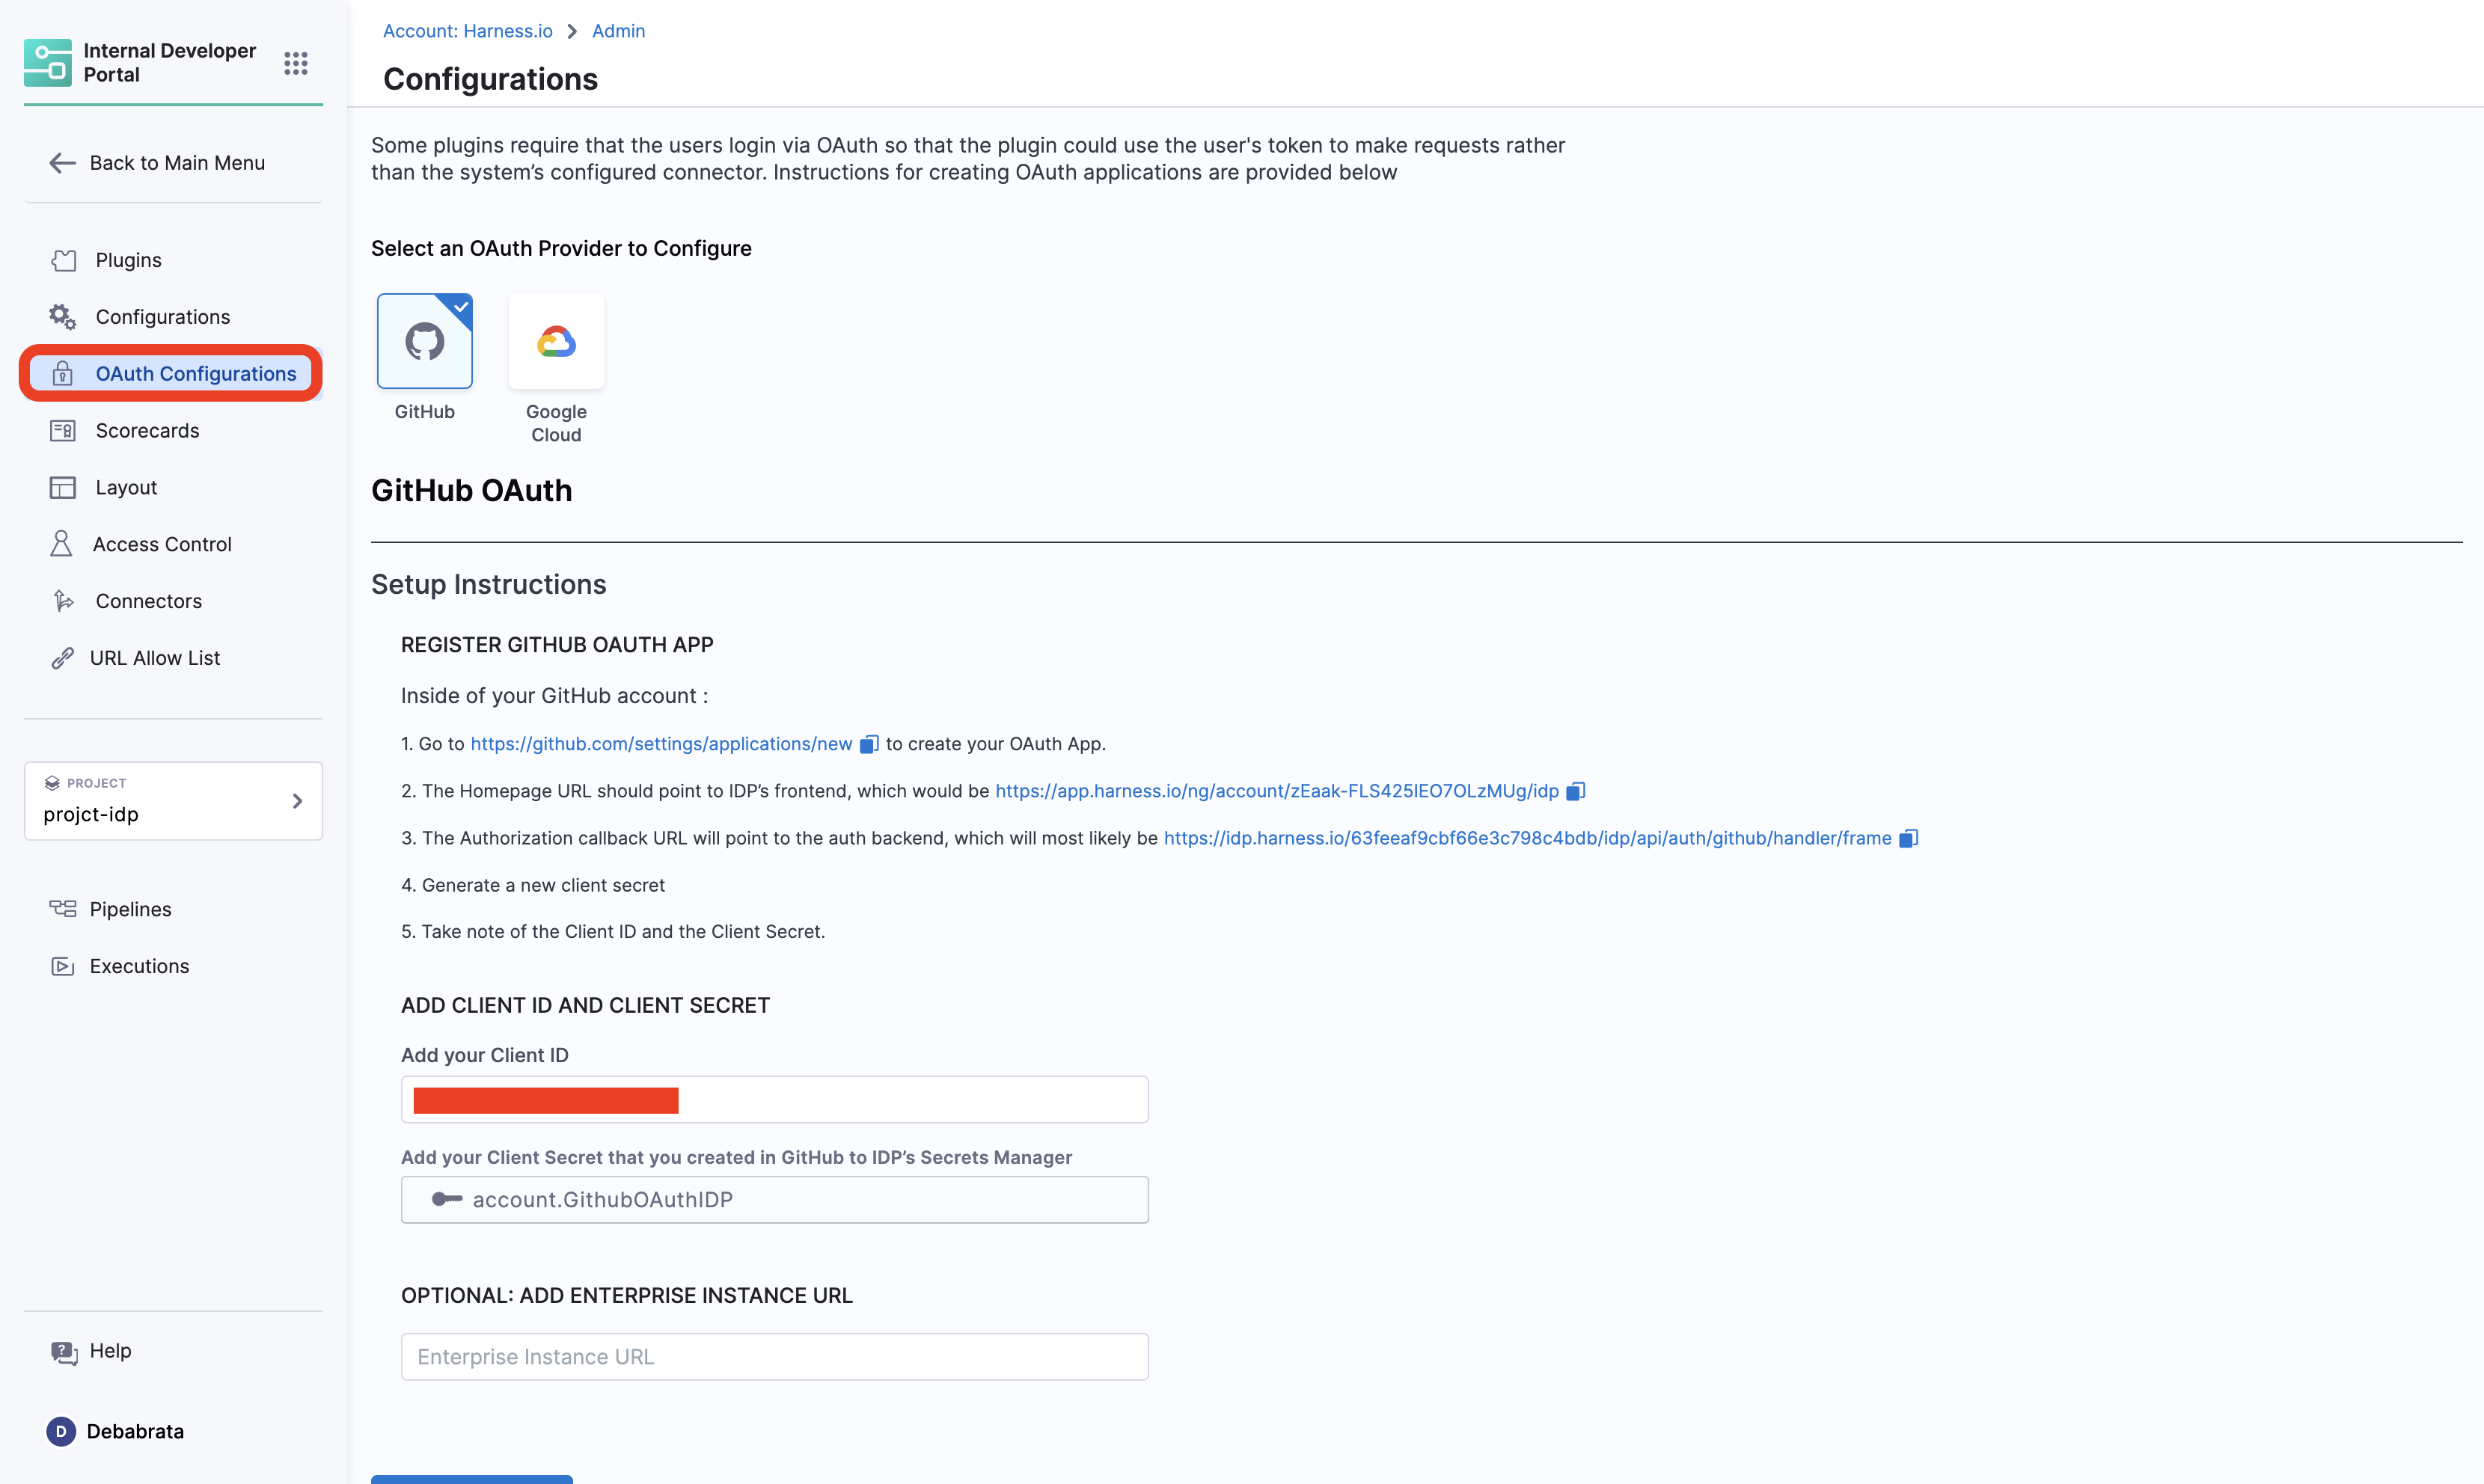 Internal Developer
Portal
Back to Main Menu
Plugins
Configurations
OAuth Configurations
Scorecards
Layout
Access Control
Connectors
URL Allow List
PROJECT
projct-idp
Pipelines
Executions
Help
D Debabrata
Account: Harness.io > Admin
Configurations
Some plugins require that the users login via OAuth so that the plugin could use the user's token to make requests rather
than the system’s configured connector. Instructions for creating OAuth applications are provided below
Select an OAuth Provider to Configure
GitHub
Google
Cloud
GitHub OAuth
Setup Instructions
REGISTER GITHUB OAUTH APP
Inside of your GitHub account :
1. Go to https://github.com/settings/applications/new to create your OAuth App.
2. The Homepage URL should point to IDP’s frontend, which would be https://app.harness.io/ng/account/zEaak-FLS425IEO7OLzMUg/idp
3. The Authorization callback URL will point to the auth backend, which will most likely be https://idp.harness.io/63feeaf9cbf66e3c798c4bdb/idp/api/auth/github/handler/frame
4. Generate a new client secret
5. Take note of the Client ID and the Client Secret.
ADD CLIENT ID AND CLIENT SECRET
Add your Client ID
Add your Client Secret that you created in GitHub to IDP’s Secrets Manager
account.GithubOAuthIDP
OPTIONAL: ADD ENTERPRISE INSTANCE URL
Enterprise Instance URL